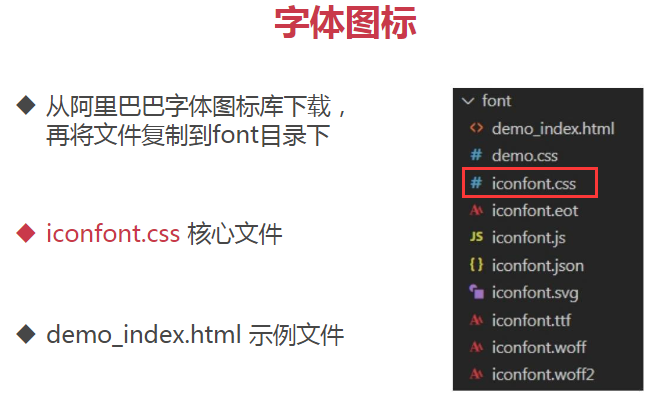 字体图标
从阿里巴巴字体图标库下载，
再将文件复制到font目录下
iconfont.css 核心文件
demo_index.html 示例文件
font
demo_index.html
demo.css
iconfont.css
iconfont.eot
iconfont.js
iconfont.json
iconfont.svg
iconfont.ttf
iconfont.woff
iconfont.woff2